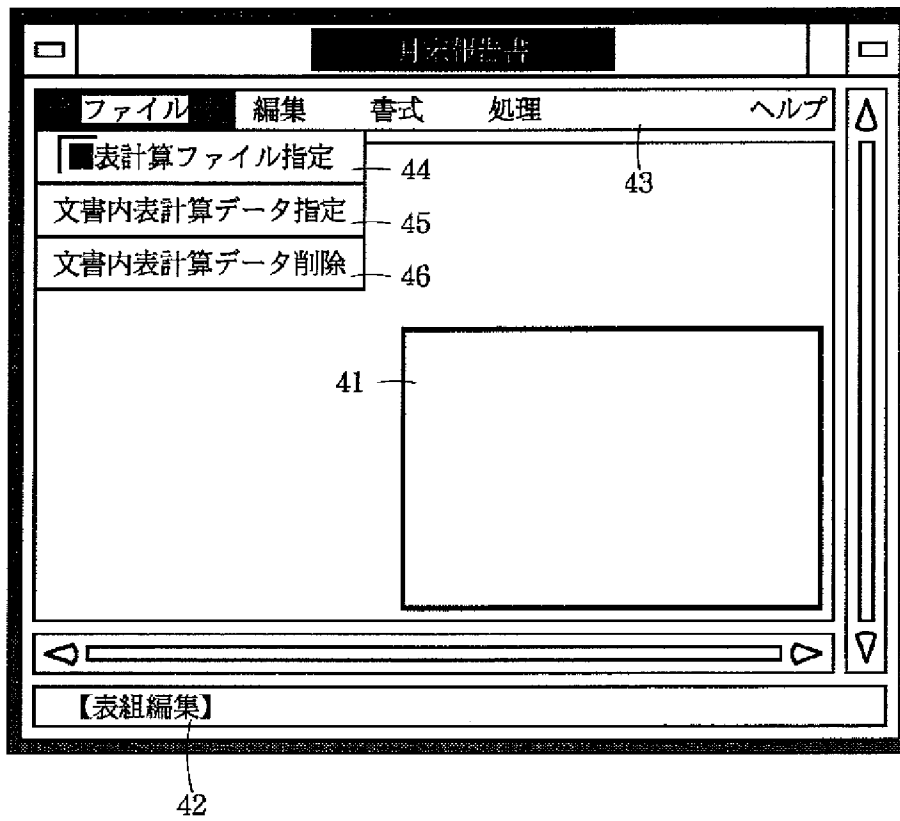 ファイル 編集 書式 処理 ヘルプ
表計算ファイル指定 44
43
文書内表計算データ指定 45
文書内表計算データ削除 46
41
【表組編集】
42